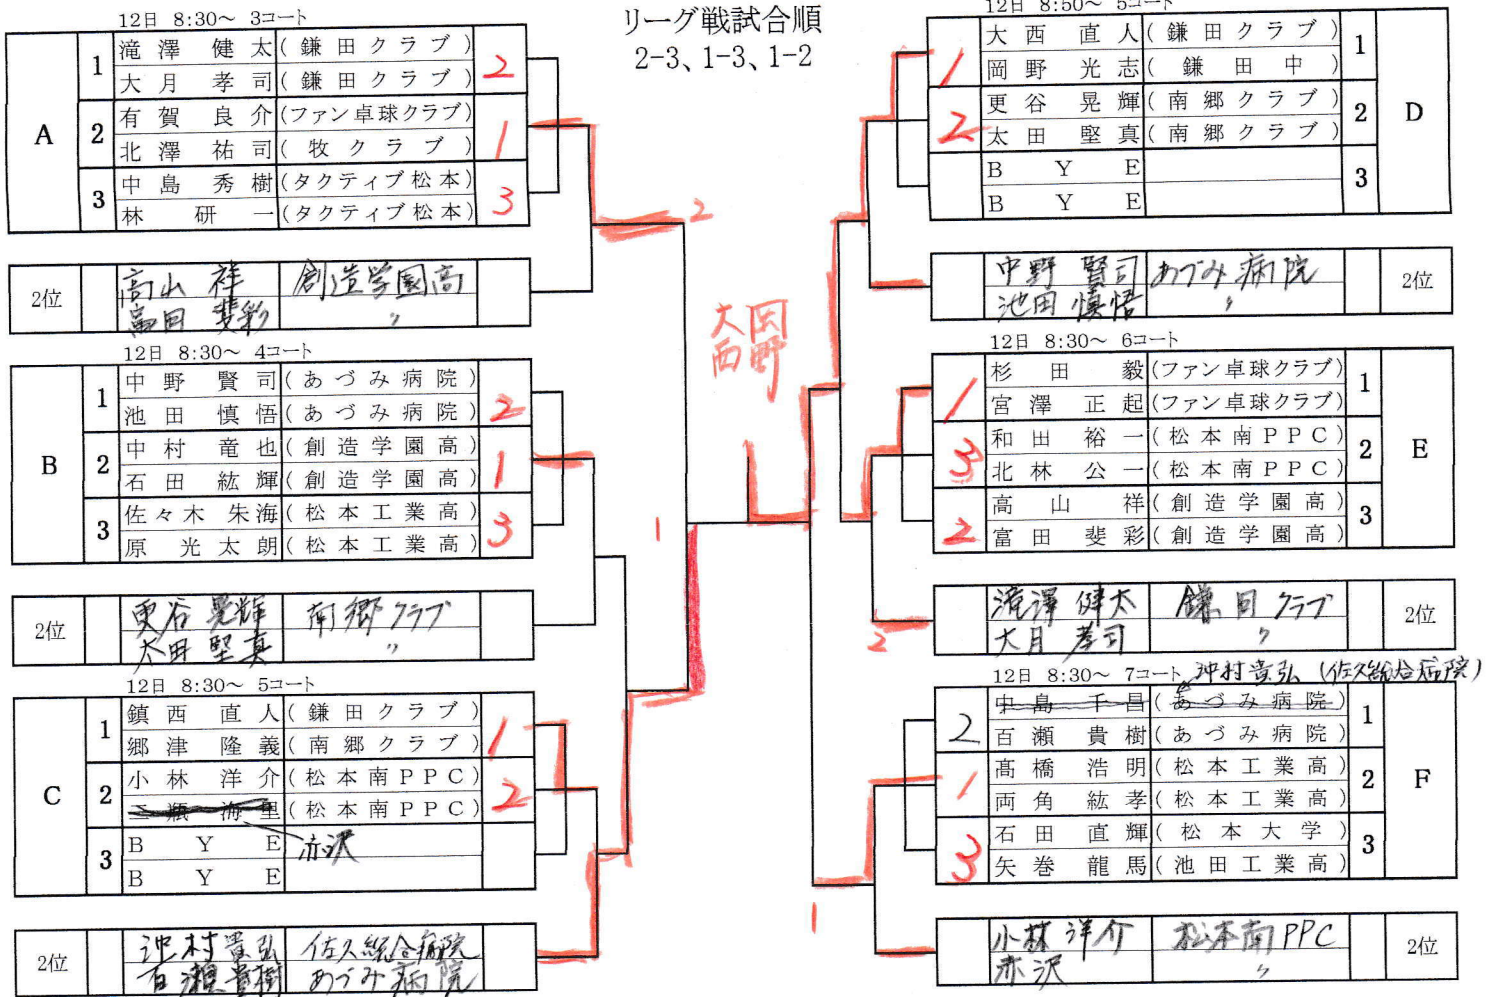 リーグ戦試合順
2-3、1-3、1-2
12日 8:30～ 3コート
A
1 滝澤 健太 (鎌田クラブ) 2
大月 孝司 (鎌田クラブ)
2 有賀 良介 (ファン卓球クラブ) 1
北澤 祐司 (牧クラブ)
3 中島 秀樹 (タクティブ松本) 3
林 研一 (タクティブ松本)
2位 高山 祥 創造学園高
富田 斐彩 〃
12日 8:30～ 4コート
B
1 中野 賢司 (あづみ病院) 2
池田 慎悟 (あづみ病院)
2 中村 竜也 (創造学園高) 1
石田 紘輝 (創造学園高)
3 佐々木 朱海 (松本工業高) 3
原 光太朗 (松本工業高)
2位 更谷 晃輝 南郷クラブ
太田 堅真 〃
12日 8:30～ 5コート
C
1 鎮西 直人 (鎌田クラブ) 1
郷津 隆義 (南郷クラブ)
2 小林 洋介 (松本南PPC) 2
三瓶 海里 (松本南PPC)
赤沢
3 BYE
BYE
2位 沖村 貴弘 佐久総合病院
百瀬 貴樹 あづみ病院
2
1
大西 岡野
12日 8:50～ 5コート
D
1 大西 直人 (鎌田クラブ) 1
岡野 光志 (鎌田中)
2 更谷 晃輝 (南郷クラブ) 2
太田 堅真 (南郷クラブ)
3 BYE
BYE
中野 賢司 あづみ病院 2位
池田 慎悟 〃
12日 8:30～ 6コート
E
1 杉田 毅 (ファン卓球クラブ) 1
宮澤 正起 (ファン卓球クラブ)
2 和田 裕一 (松本南PPC) 3
北林 公一 (松本南PPC)
3 高山 祥 (創造学園高) 2
富田 斐彩 (創造学園高)
滝澤 健太 鎌田クラブ 2位
大月 孝司 〃
2
12日 8:30～ 7コート 沖村貴弘 (佐久総合病院)
F
1 中島 千昌 (あづみ病院) 2
百瀬 貴樹 (あづみ病院)
2 髙橋 浩明 (松本工業高) 1
両角 紘孝 (松本工業高)
3 石田 直輝 (松本大学) 3
矢巻 龍馬 (池田工業高)
1
小林 洋介 松本南PPC 2位
赤沢 〃